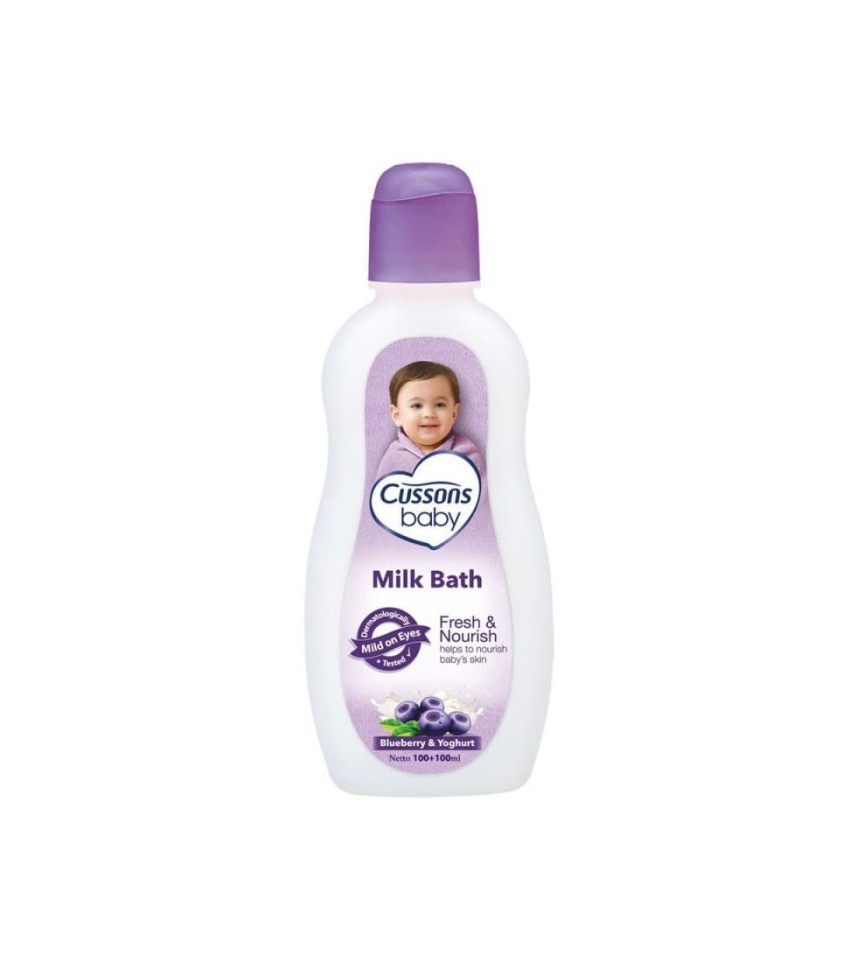 Cussons
baby
Milk Bath
Dermatologically
Mild on Eyes
+ Tested
Fresh &
Nourish
helps to nourish
baby's skin
Blueberry & Yoghurt
Netto 100+100ml